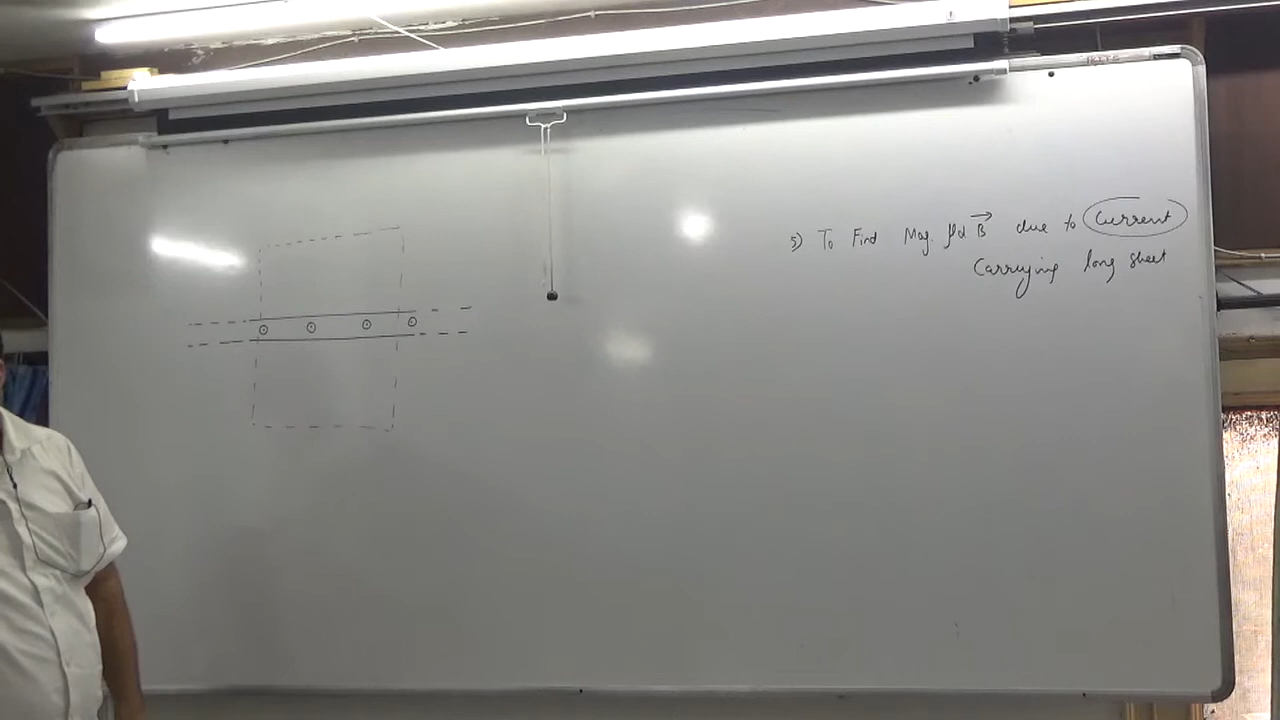 5) To Find Mag. fld B⃗ due to Current
Carrying long sheet